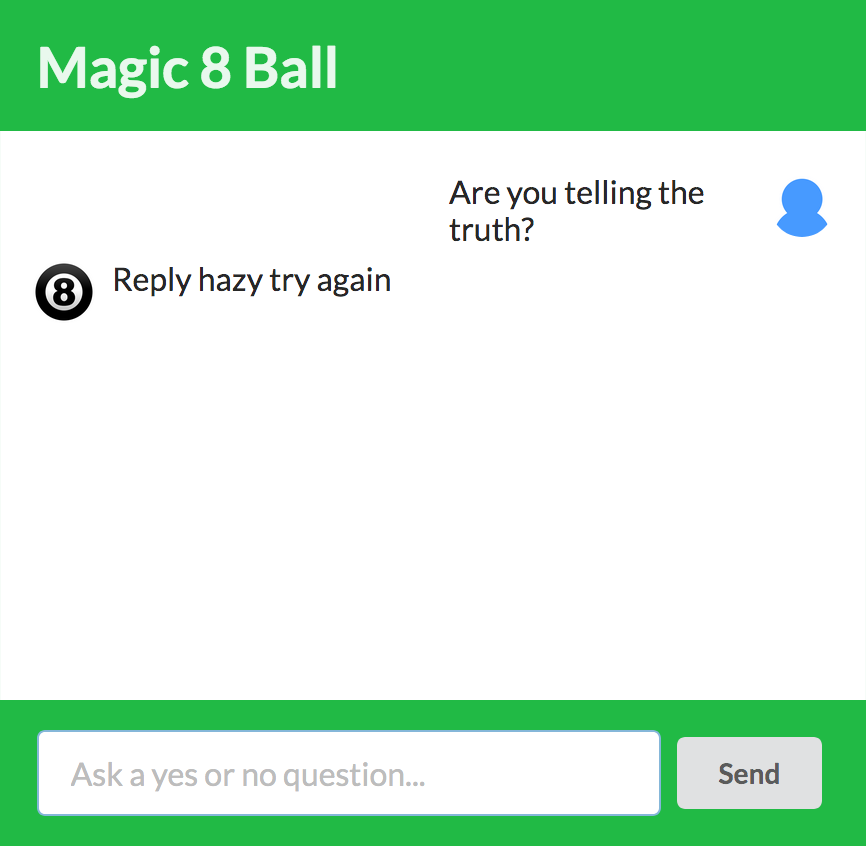 Magic 8 Ball
Are you telling the
truth?
8 Reply hazy try again
Ask a yes or no question...
Send